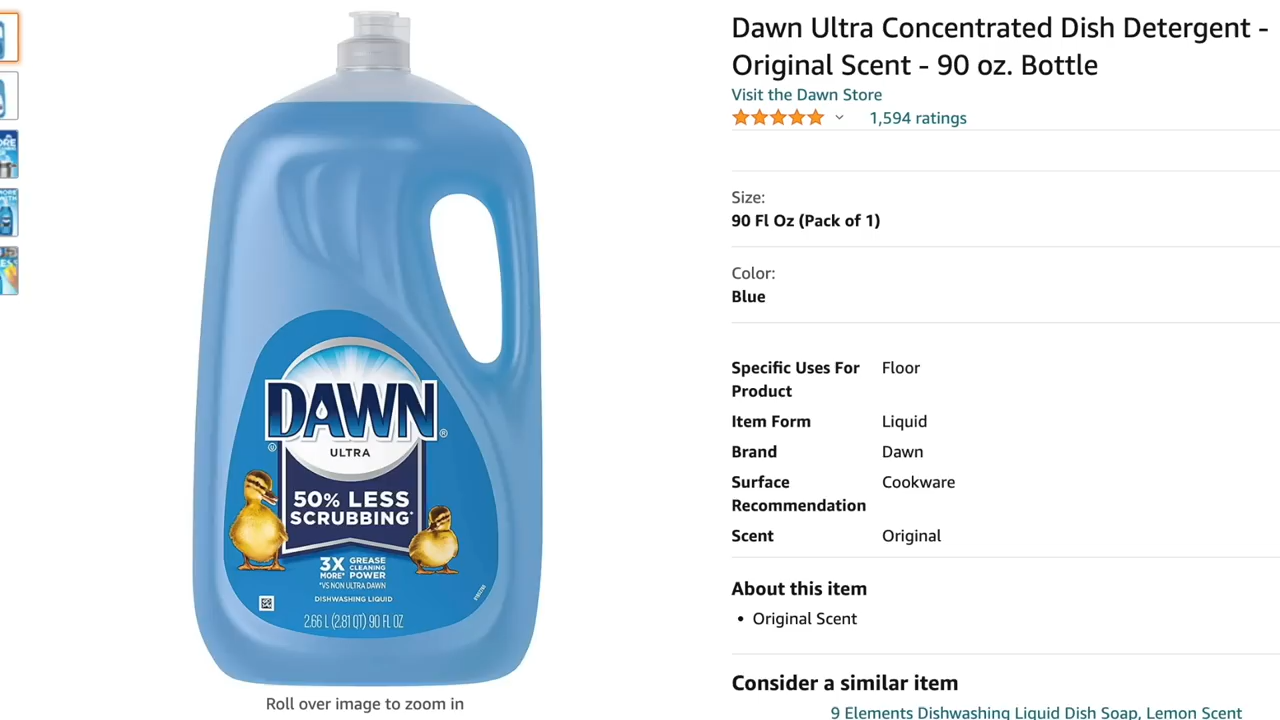 DAWN
ULTRA
50% LESS
SCRUBBING*
3X
MORE*
GREASE
CLEANING
POWER
*VS NON ULTRA DAWN
DISHWASHING LIQUID
2.66 L (2.81 QT) 90 FL OZ
Roll over image to zoom in
Dawn Ultra Concentrated Dish Detergent -
Original Scent - 90 oz. Bottle
Visit the Dawn Store
1,594 ratings
Size:
90 Fl Oz (Pack of 1)
Color:
Blue
Specific Uses For Floor
Product
Item Form Liquid
Brand Dawn
Surface Cookware
Recommendation
Scent Original
About this item
• Original Scent
Consider a similar item
9 Elements Dishwashing Liquid Dish Soap, Lemon Scent